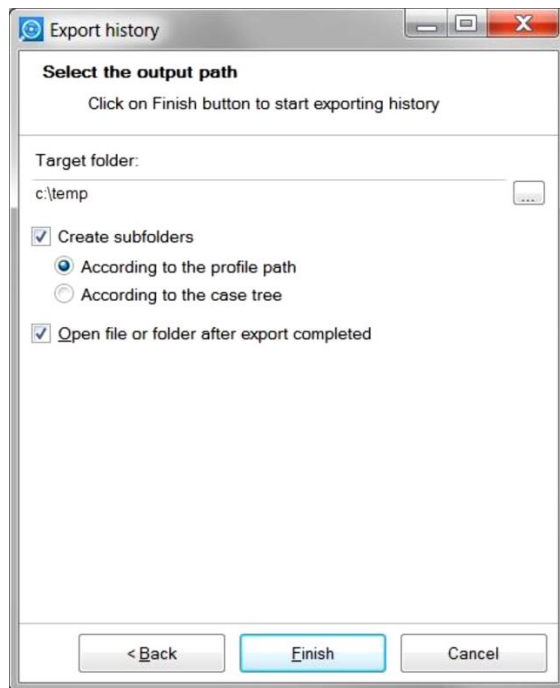 Export history
Select the output path
Click on Finish button to start exporting history
Target folder:
c:\temp
...
Create subfolders
According to the profile path
According to the case tree
Open file or folder after export completed
< Back Finish Cancel